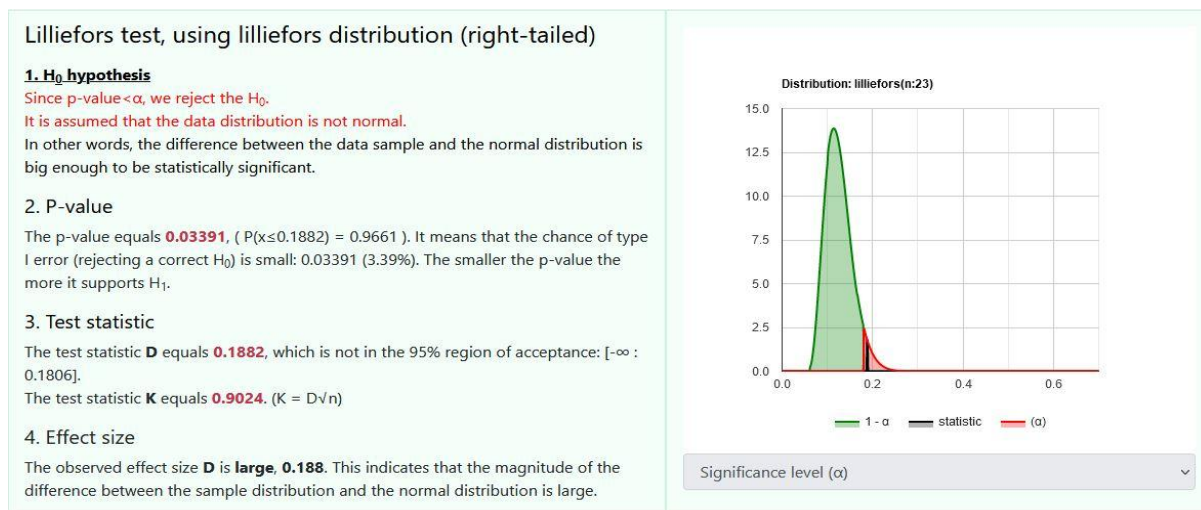 Lilliefors test, using lilliefors distribution (right-tailed)
1. H₀ hypothesis
Since p-value<α, we reject the H₀.
It is assumed that the data distribution is not normal.
In other words, the difference between the data sample and the normal distribution is
big enough to be statistically significant.
2. P-value
The p-value equals 0.03391, ( P(x≤0.1882) = 0.9661 ). It means that the chance of type
I error (rejecting a correct H₀) is small: 0.03391 (3.39%). The smaller the p-value the
more it supports H₁.
3. Test statistic
The test statistic D equals 0.1882, which is not in the 95% region of acceptance: [-∞ :
0.1806].
The test statistic K equals 0.9024. (K = D√n)
4. Effect size
The observed effect size D is large, 0.188. This indicates that the magnitude of the
difference between the sample distribution and the normal distribution is large.
Distribution: lilliefors(n:23)
15.0
12.5
10.0
7.5
5.0
2.5
0.0
0.0 0.2 0.4 0.6
1 - α statistic (α)
Significance level (α)